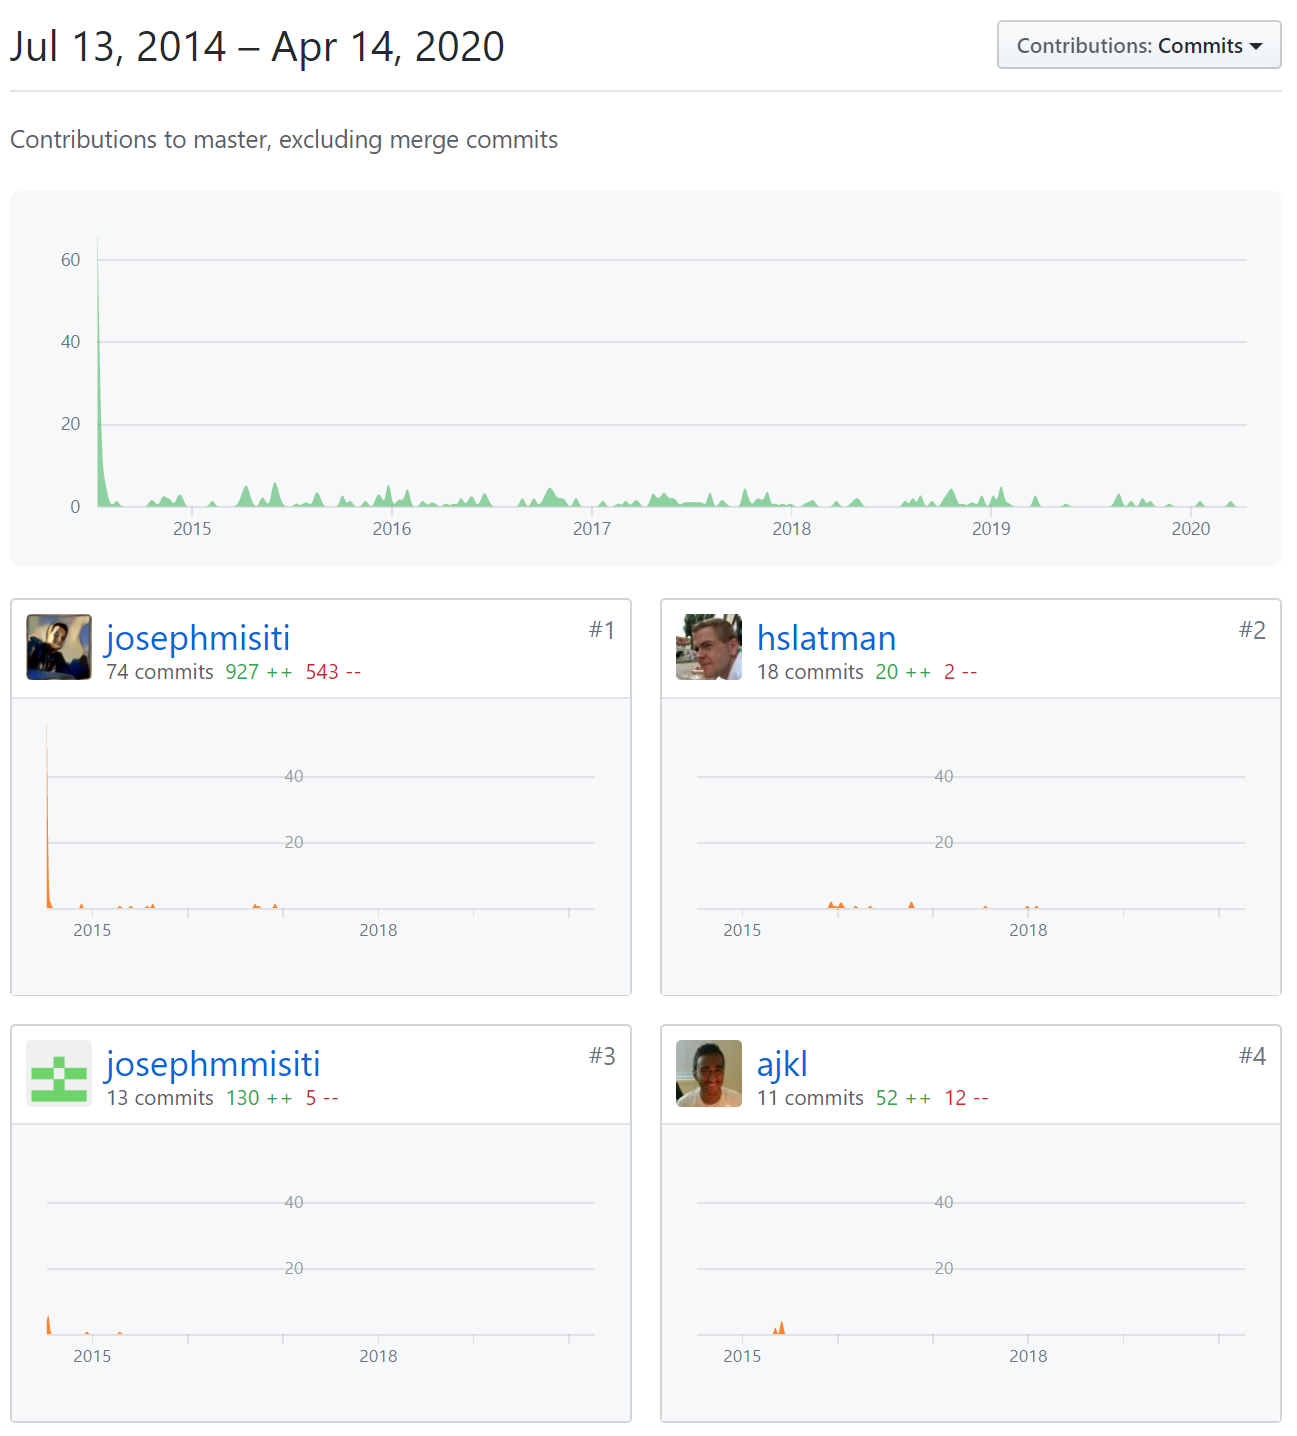 Jul 13, 2014 – Apr 14, 2020
Contributions: Commits
Contributions to master, excluding merge commits
60
40
20
0
2015 2016 2017 2018 2019 2020
josephmisiti #1
74 commits 927 ++ 543 --
40
20
2015 2018
hslatman #2
18 commits 20 ++ 2 --
40
20
2015 2018
josephmmisiti #3
13 commits 130 ++ 5 --
40
20
2015 2018
ajkl #4
11 commits 52 ++ 12 --
40
20
2015 2018